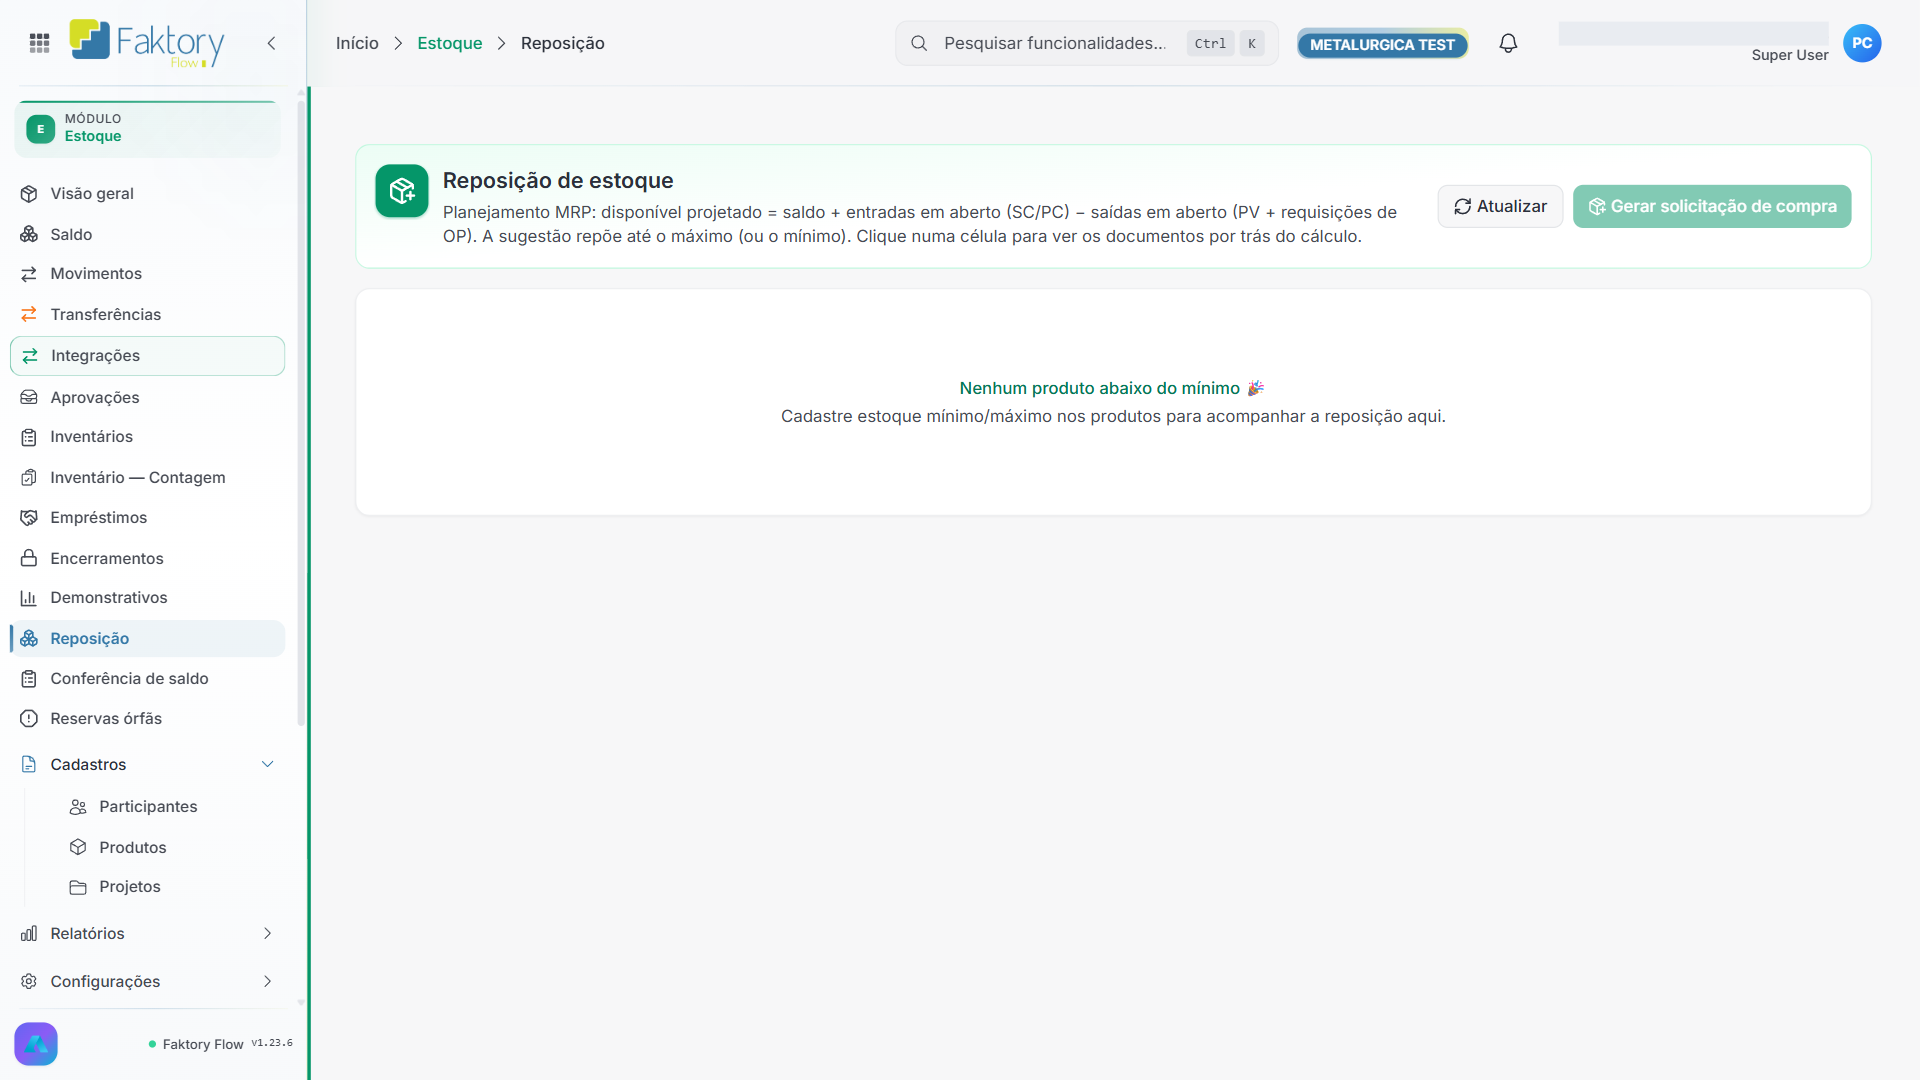 Faktory
Flow
Início
Estoque
Reposição
Pesquisar funcionalidades...
Ctrl
K
METALURGICA TEST
Super User
PC
E
MÓDULO
Estoque
Visão geral
Saldo
Movimentos
Transferências
Integrações
Aprovações
Inventários
Inventário — Contagem
Empréstimos
Encerramentos
Demonstrativos
Reposição
Conferência de saldo
Reservas órfãs
Cadastros
Participantes
Produtos
Projetos
Relatórios
Configurações
Faktory Flow v1.23.6
Reposição de estoque
Planejamento MRP: disponível projetado = saldo + entradas em aberto (SC/PC) − saídas em aberto (PV + requisições de
OP). A sugestão repõe até o máximo (ou o mínimo). Clique numa célula para ver os documentos por trás do cálculo.
Atualizar
Gerar solicitação de compra
Nenhum produto abaixo do mínimo 🎉
Cadastre estoque mínimo/máximo nos produtos para acompanhar a reposição aqui.